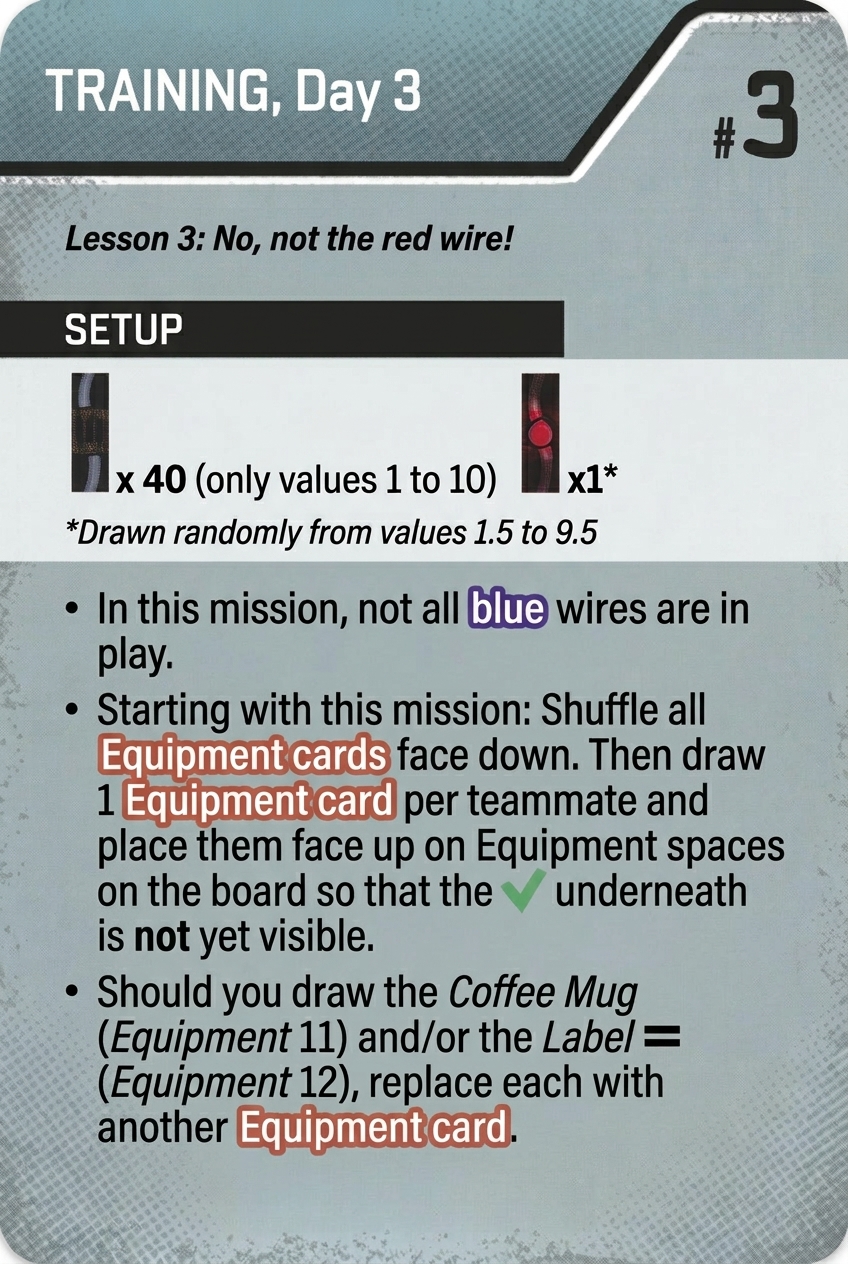 TRAINING, Day 3
#3
Lesson 3: No, not the red wire!
SETUP
x 40 (only values 1 to 10) x1*
*Drawn randomly from values 1.5 to 9.5
• In this mission, not all blue wires are in
play.
• Starting with this mission: Shuffle all
Equipment cards face down. Then draw
1 Equipment card per teammate and
place them face up on Equipment spaces
on the board so that the ✓ underneath
is not yet visible.
• Should you draw the Coffee Mug
(Equipment 11) and/or the Label =
(Equipment 12), replace each with
another Equipment card.